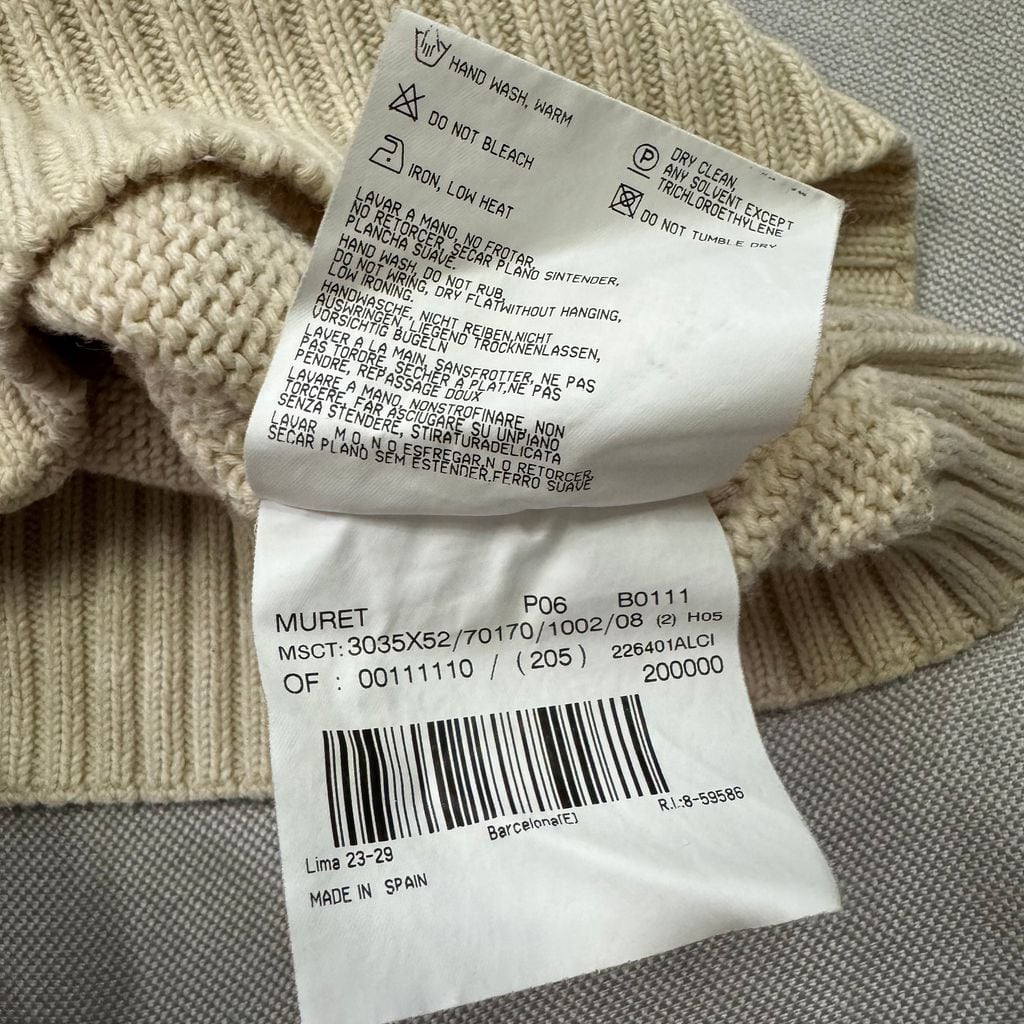 HAND WASH, WARM
DO NOT BLEACH
IRON, LOW HEAT
P
DRY CLEAN,
ANY SOLVENT EXCEPT
TRICHLOROETHYLENE
DO NOT TUMBLE DRY
LAVAR A MANO, NO FROTAR,
NO RETORCER, SECAR PLANO SINTENDER,
PLANCHA SUAVE.
HAND WASH, DO NOT RUB,
DO NOT WRING, DRY FLATWITHOUT HANGING,
LOW IRONING.
HANDWASCHE, NICHT REIBEN,NICHT
AUSWRINGEN, LIEGEND TROCKNENLASSEN,
VORSICHTIG BUGELN
LAVER A LA MAIN, SANSFROTTER, NE PAS
PAS TORDRE, SECHER A PLAT,NE PAS
PENDRE, REPASSAGE DOUX
LAVARE A MANO, NONSTROFINARE, NON
TORCERE, FAR ASCIUGARE SU UNPIANO
SENZA STENDERE, STIRATURADELICATA
LAVAR M O, N O ESFREGAR,N O RETORCER,
SECAR PLANO SEM ESTENDER,FERRO SUAVE
MURET P06 B0111
MSCT: 3035X52/70170/1002/08 (2) H05
OF : 00111110 / (205) 226401ALCI
200000
Lima 23-29 Barcelona[E] R.I.:8-59586
MADE IN SPAIN